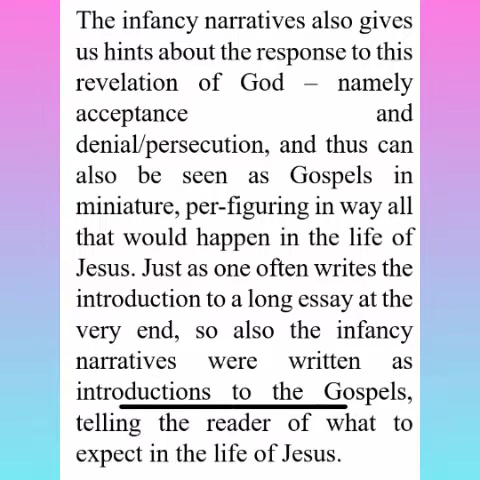 The infancy narratives also gives
us hints about the response to this
revelation of God – namely
acceptance and
denial/persecution, and thus can
also be seen as Gospels in
miniature, per-figuring in way all
that would happen in the life of
Jesus. Just as one often writes the
introduction to a long essay at the
very end, so also the infancy
narratives were written as
introductions to the Gospels,
telling the reader of what to
expect in the life of Jesus.